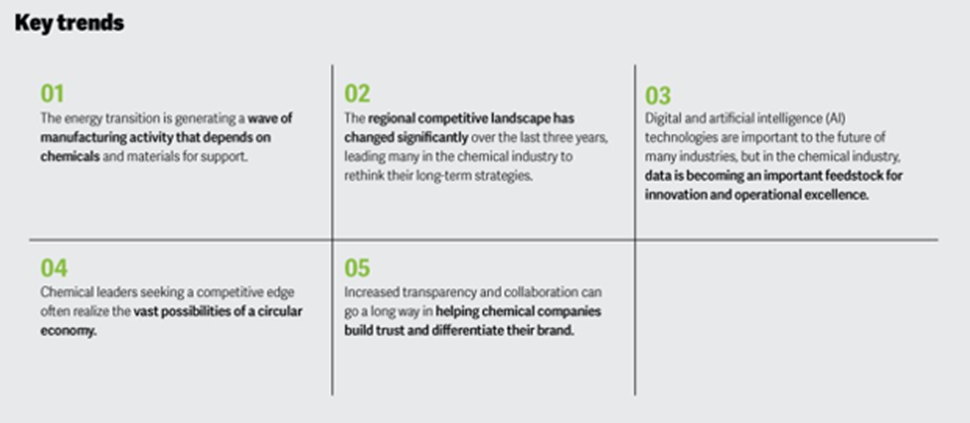 Key trends
01
The energy transition is generating a wave of
manufacturing activity that depends on
chemicals and materials for support.
02
The regional competitive landscape has
changed significantly over the last three years,
leading many in the chemical industry to
rethink their long-term strategies.
03
Digital and artificial intelligence (AI)
technologies are important to the future of
many industries, but in the chemical industry,
data is becoming an important feedstock for
innovation and operational excellence.
04
Chemical leaders seeking a competitive edge
often realize the vast possibilities of a circular
economy.
05
Increased transparency and collaboration can
go a long way in helping chemical companies
build trust and differentiate their brand.